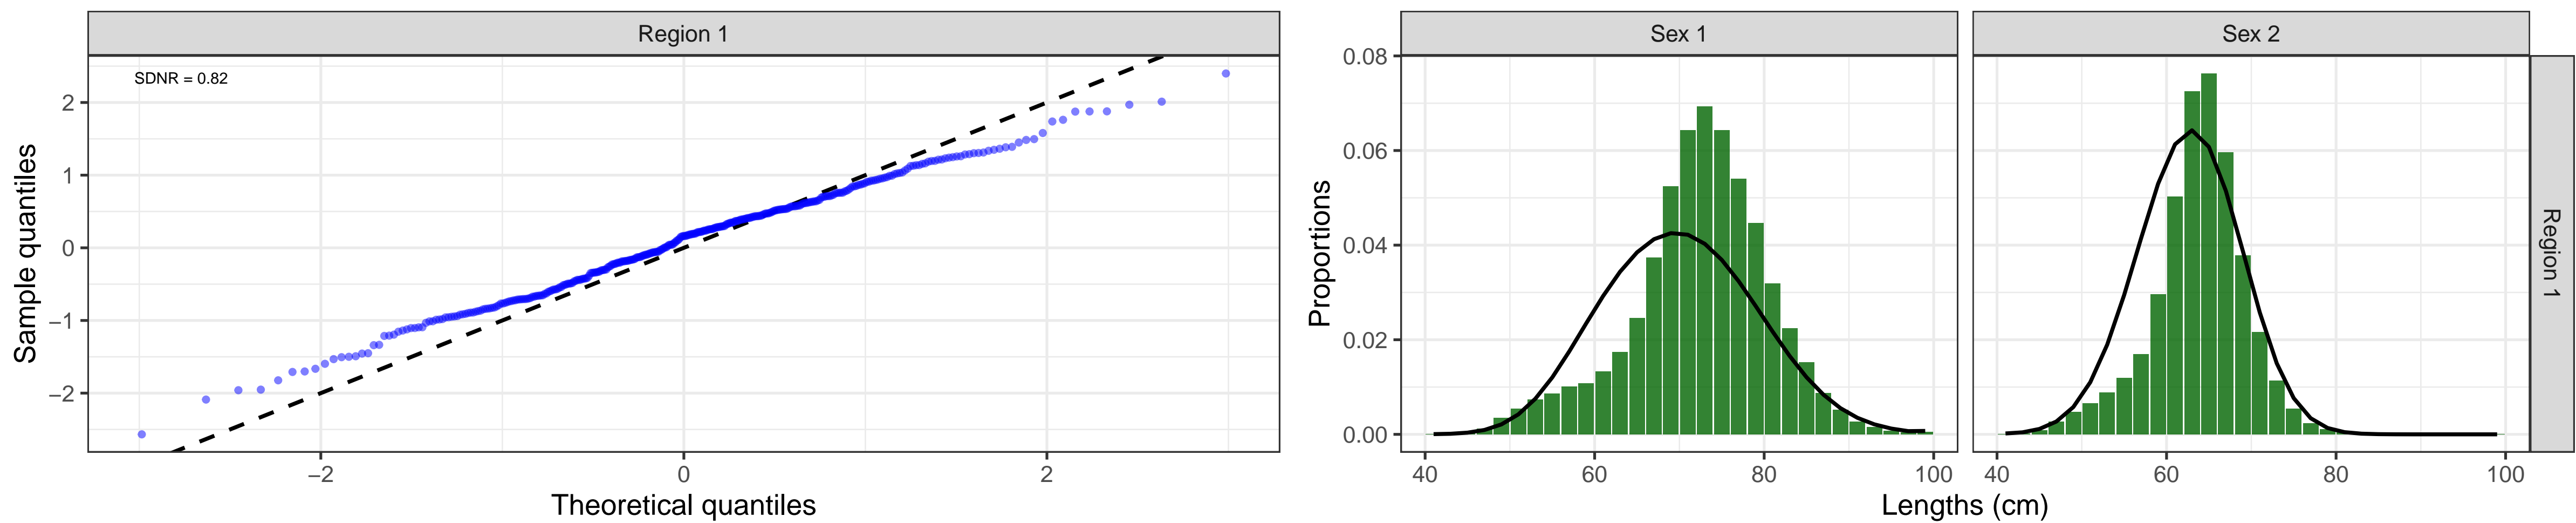 Region 1
SDNR = 0.82
2
1
0
−1
−2
Sample quantiles
−2
0
2
Theoretical quantiles
Sex 1
Sex 2
0.08
0.06
0.04
0.02
0.00
Proportions
Region 1
40
60
80
100
40
60
80
100
Lengths (cm)